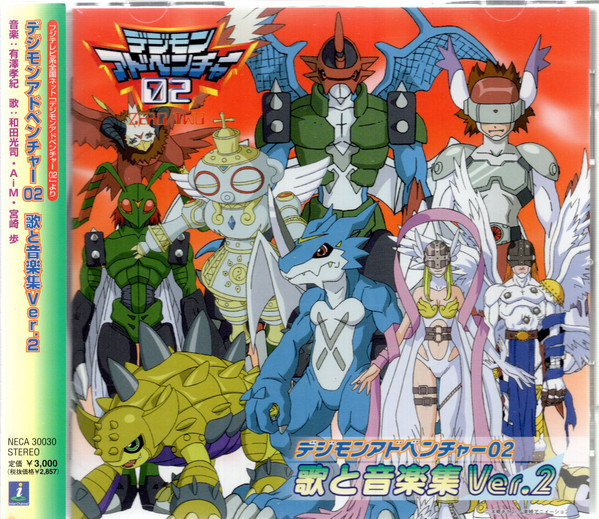 フジテレビ系全国ネット「デジモンアドベンチャー02」より
デジモンアドベンチャー02 歌と音楽集Ver.2
音楽:有澤孝紀 歌:和田光司・AiM・宮﨑 歩
NECA 30030
STEREO
定価 ¥3,000
(税抜価格¥2,857)
デジモン
アドベンチャー
02
ZERO TWO
デジモンアドベンチャー02
歌と音楽集 Ver.2